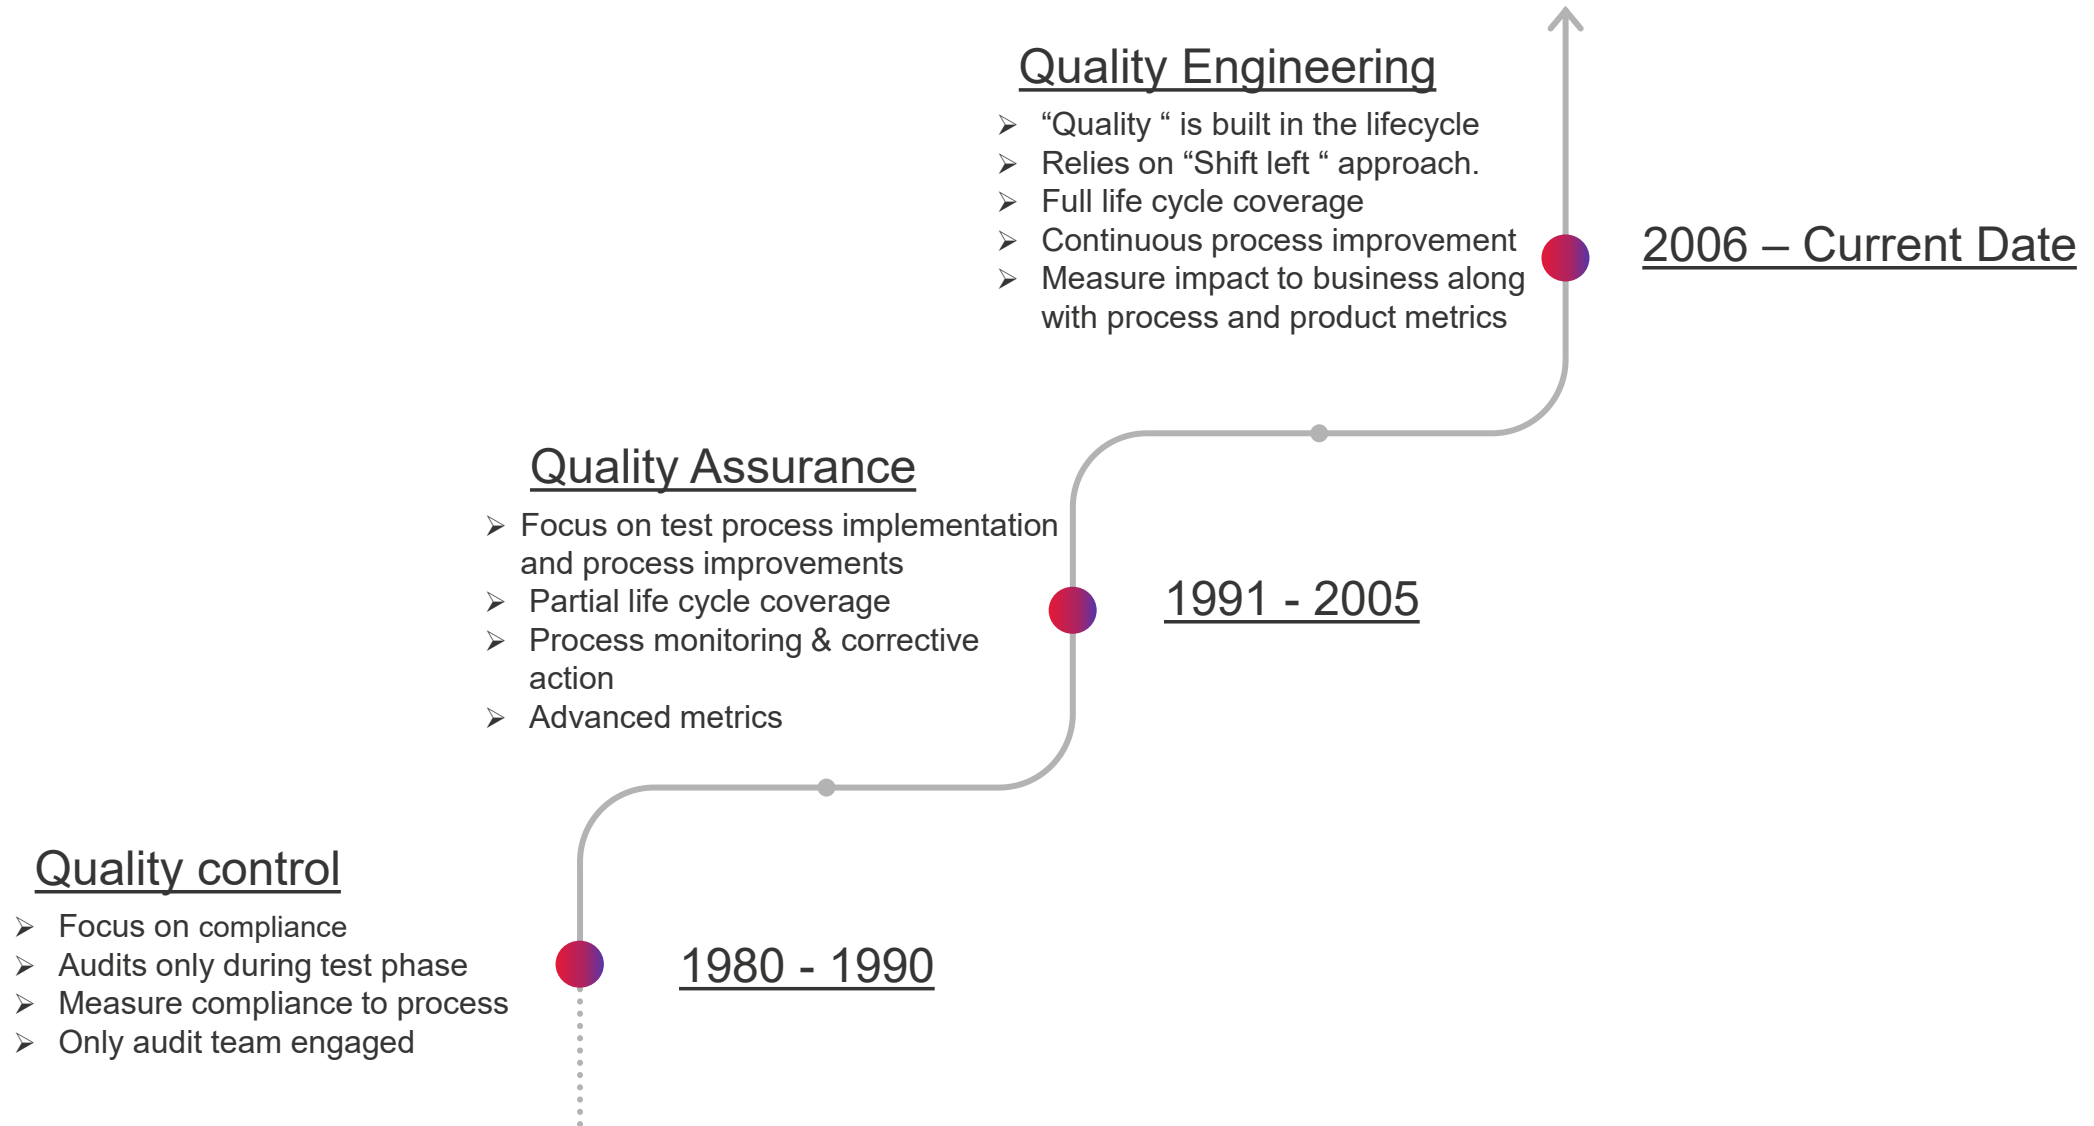 Quality Engineering
➢ “Quality “ is built in the lifecycle
➢ Relies on “Shift left “ approach.
➢ Full life cycle coverage
➢ Continuous process improvement
➢ Measure impact to business along
with process and product metrics
2006 – Current Date
Quality Assurance
➢ Focus on test process implementation
and process improvements
➢ Partial life cycle coverage
➢ Process monitoring & corrective
action
➢ Advanced metrics
1991 - 2005
Quality control
➢ Focus on compliance
➢ Audits only during test phase
➢ Measure compliance to process
➢ Only audit team engaged
1980 - 1990